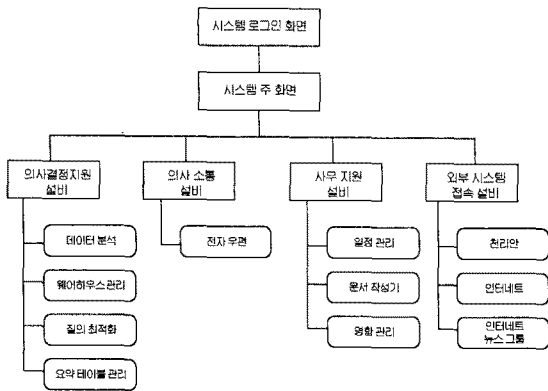 시스템 로그인 화면
시스템 주 화면
의사결정지원
설비
의사 소통
설비
사무 지원
설비
외부 시스템
접속 설비
데이터 분석
웨어하우스 관리
질의 최적화
요약 테이블 관리
전자 우편
일정 관리
문서 작성기
명함 관리
천리안
인터네트
인터네트
뉴스 그룹